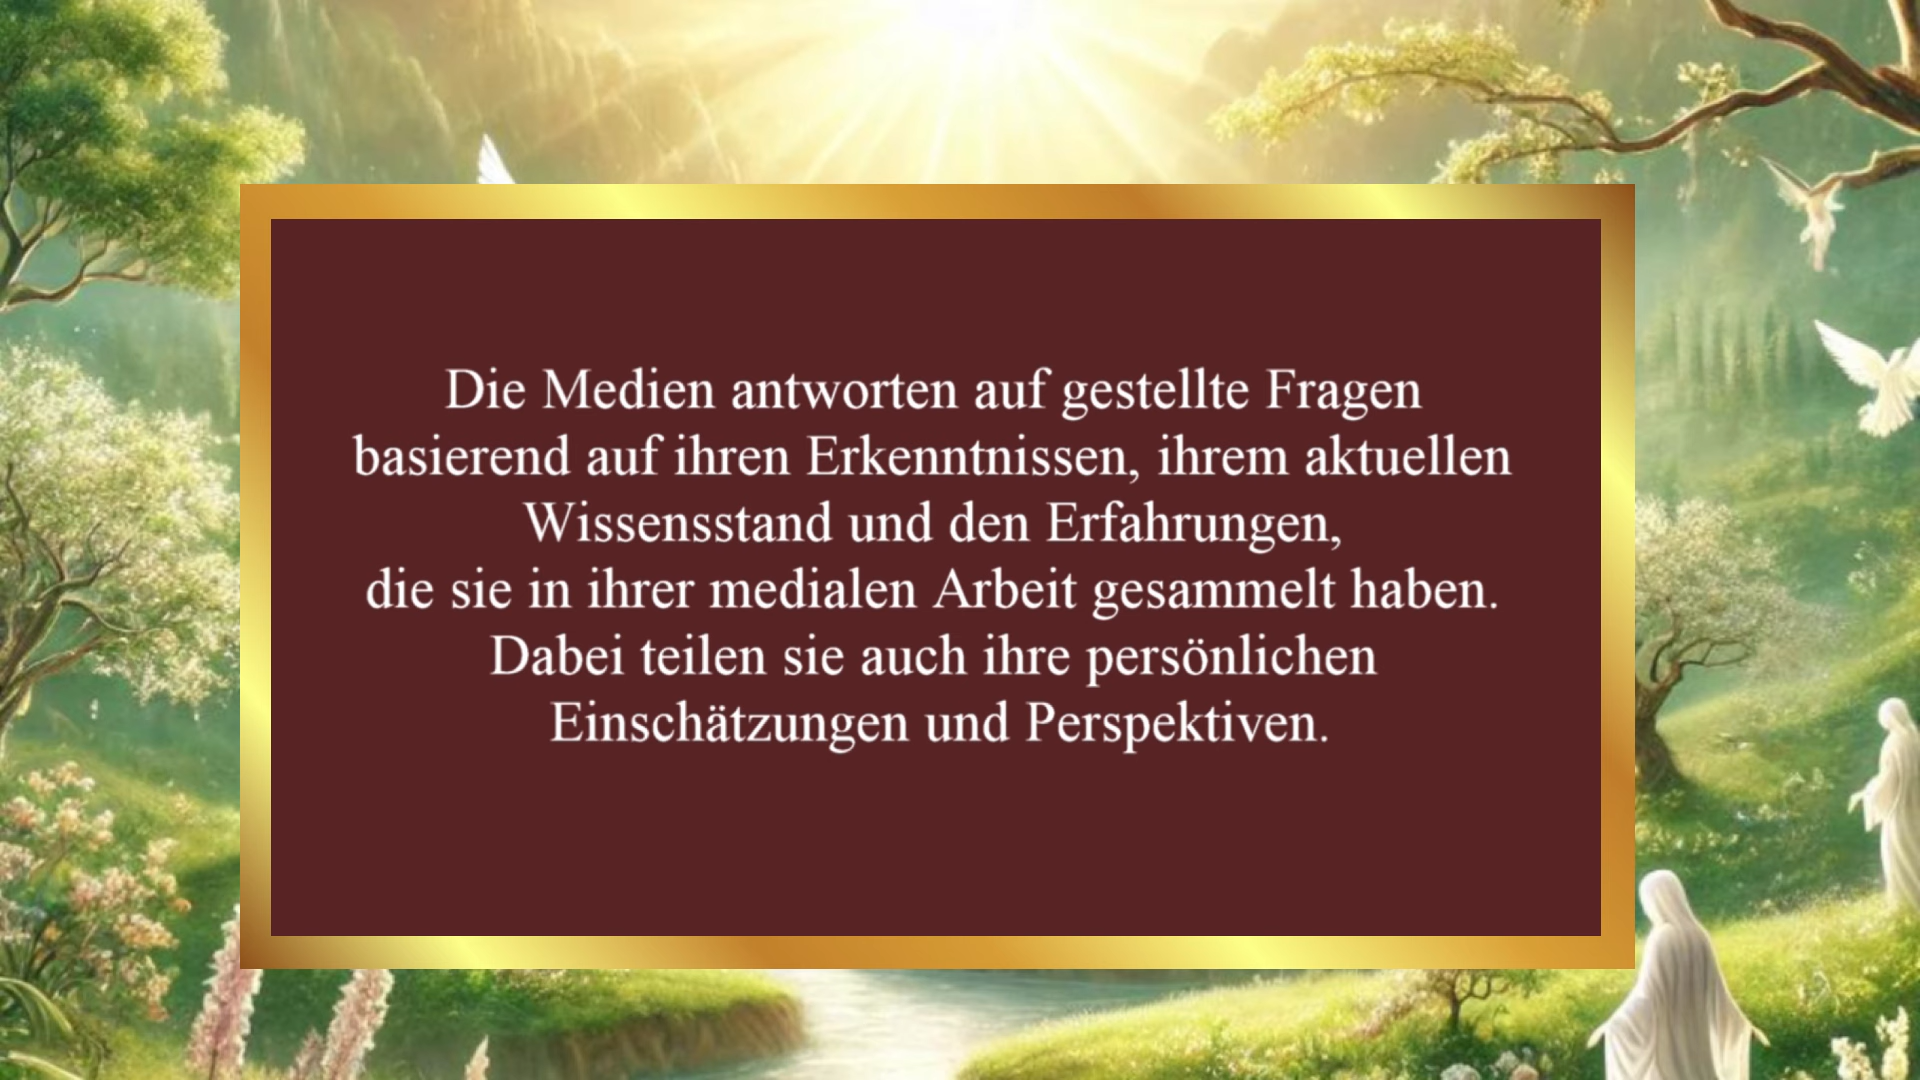 Die Medien antworten auf gestellte Fragen
basierend auf ihren Erkenntnissen, ihrem aktuellen
Wissensstand und den Erfahrungen,
die sie in ihrer medialen Arbeit gesammelt haben.
Dabei teilen sie auch ihre persönlichen
Einschätzungen und Perspektiven.